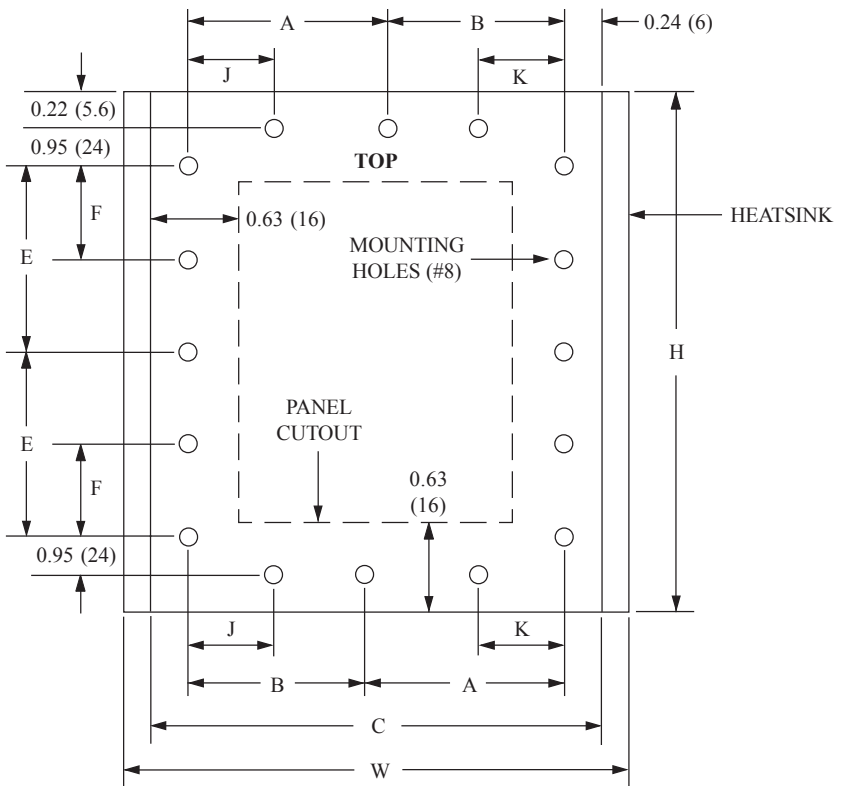 A
B
0.24 (6)
J
K
0.22 (5.6)
0.95 (24)
TOP
F
0.63 (16)
HEATSINK
MOUNTING
HOLES (#8)
E
H
PANEL
CUTOUT
E
0.63
(16)
F
0.95 (24)
J
K
B
A
C
W